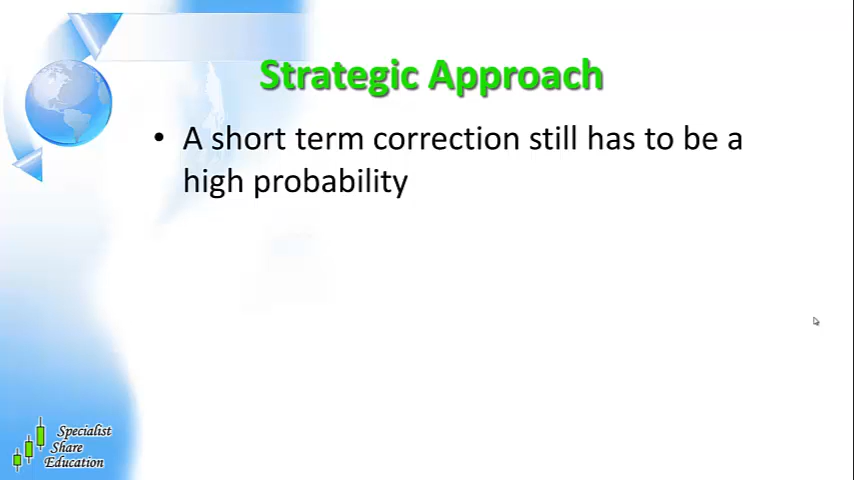 Strategic Approach
• A short term correction still has to be a
high probability
Specialist
Share
Education